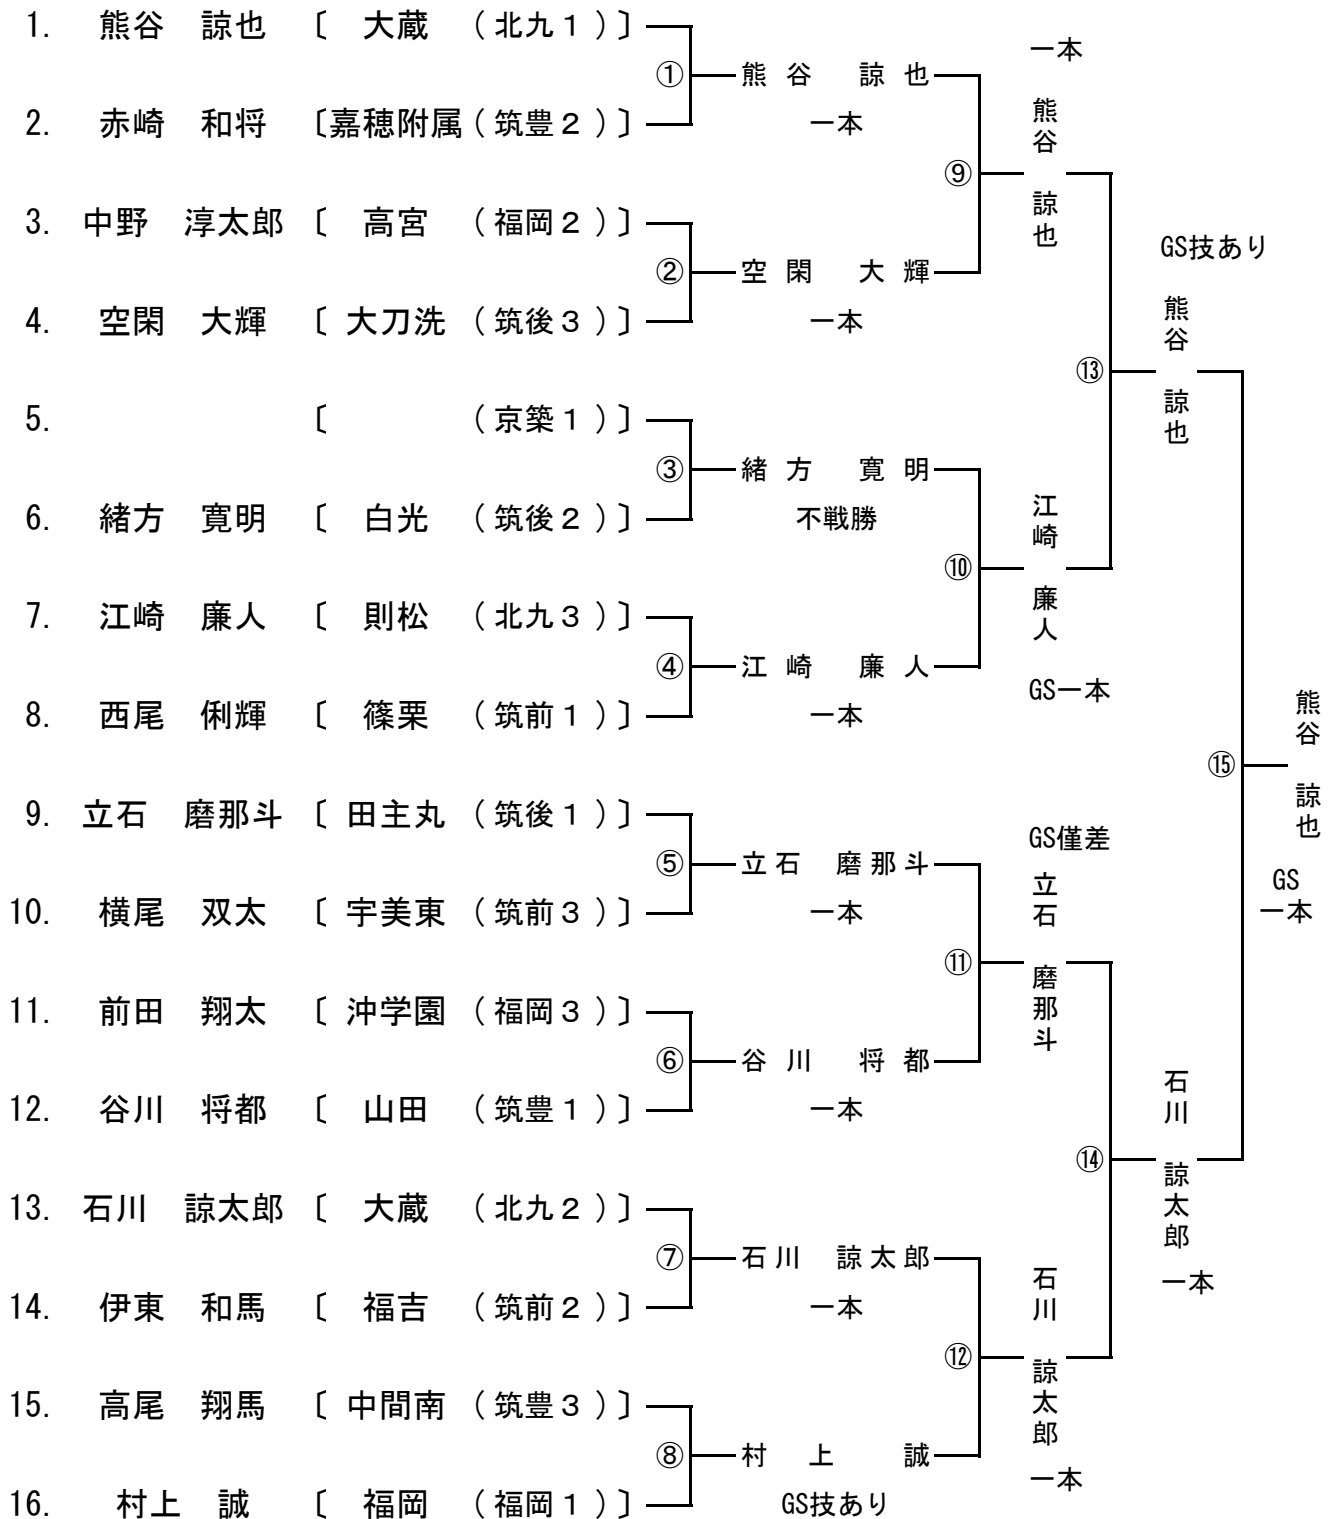 1. 熊谷 諒也 〔 大蔵 (北九１)〕
2. 赤崎 和将 〔嘉穂附属(筑豊２)〕
3. 中野 淳太郎 〔 高宮 (福岡２)〕
4. 空閑 大輝 〔 大刀洗 (筑後３)〕
5. 〔 (京築１)〕
6. 緒方 寛明 〔 白光 (筑後２)〕
7. 江崎 廉人 〔 則松 (北九３)〕
8. 西尾 俐輝 〔 篠栗 (筑前１)〕
9. 立石 磨那斗 〔 田主丸 (筑後１)〕
10. 横尾 双太 〔 宇美東 (筑前３)〕
11. 前田 翔太 〔 沖学園 (福岡３)〕
12. 谷川 将都 〔 山田 (筑豊１)〕
13. 石川 諒太郎 〔 大蔵 (北九２)〕
14. 伊東 和馬 〔 福吉 (筑前２)〕
15. 高尾 翔馬 〔 中間南 (筑豊３)〕
16. 村上 誠 〔 福岡 (福岡１)〕
① 熊谷 諒也
一本
② 空閑 大輝
一本
③ 緒方 寛明
不戦勝
④ 江崎 廉人
一本
⑤ 立石 磨那斗
一本
⑥ 谷川 将都
一本
⑦ 石川 諒太郎
一本
⑧ 村上 誠
GS技あり
一本
⑨ 熊谷 諒也
⑩ 江崎 廉人
GS一本
GS僅差
⑪ 立石 磨那斗
⑫ 石川 諒太郎
一本
GS技あり
⑬ 熊谷 諒也
⑭ 石川 諒太郎
一本
⑮ 熊谷 諒也
GS
一本